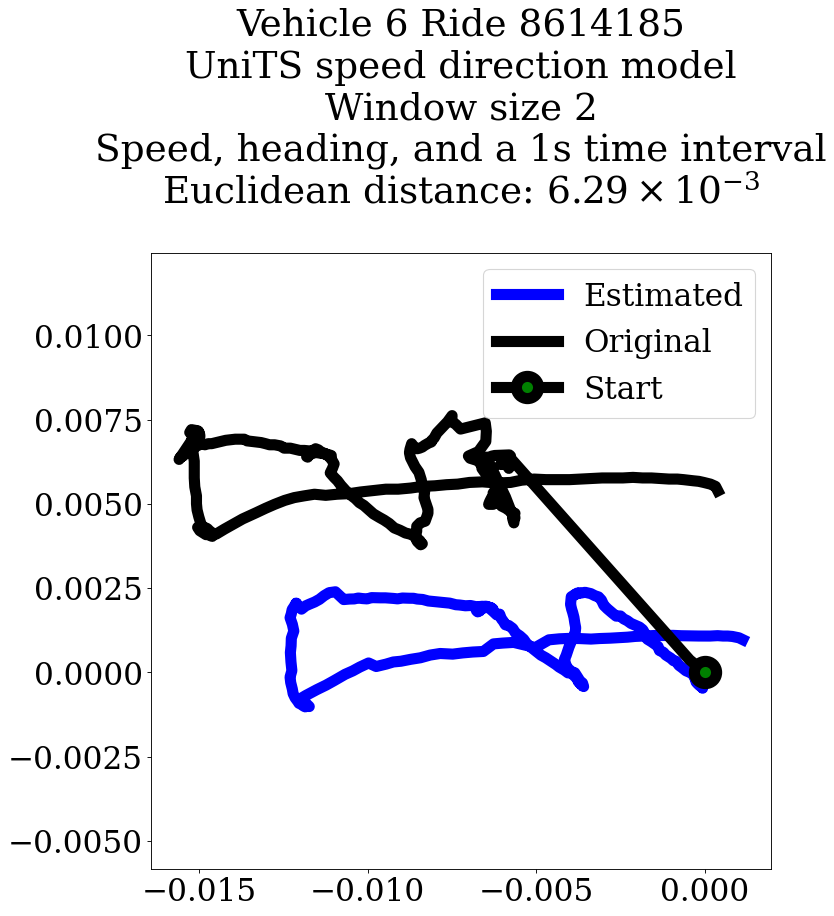 Vehicle 6 Ride 8614185
UniTS speed direction model
Window size 2
Speed, heading, and a 1s time interval
Euclidean distance: 6.29 × 10⁻³
Estimated
Original
Start
0.0100
0.0075
0.0050
0.0025
0.0000
−0.0025
−0.0050
−0.015 −0.010 −0.005 0.000